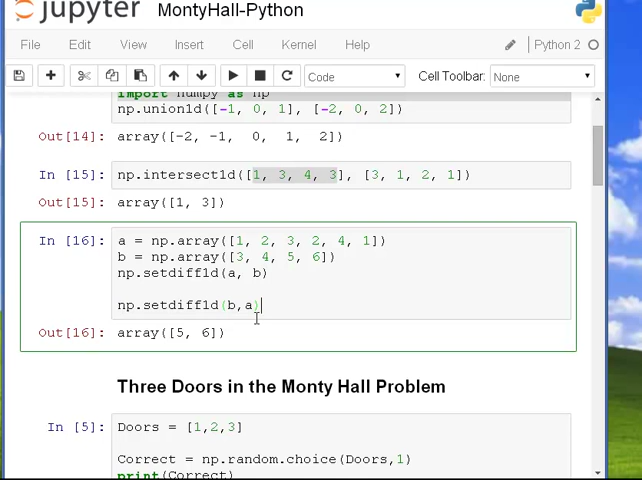 jupyter MontyHall-Python
File Edit View Insert Cell Kernel Help Python 2
Code Cell Toolbar: None
import numpy as np
np.union1d([-1, 0, 1], [-2, 0, 2])
Out[14]: array([-2, -1, 0, 1, 2])
In [15]: np.intersect1d([1, 3, 4, 3], [3, 1, 2, 1])
Out[15]: array([1, 3])
In [16]: a = np.array([1, 2, 3, 2, 4, 1])
b = np.array([3, 4, 5, 6])
np.setdiff1d(a, b)
np.setdiff1d(b,a)
Out[16]: array([5, 6])
Three Doors in the Monty Hall Problem
In [5]: Doors = [1,2,3]
Correct = np.random.choice(Doors,1)
print(Correct)